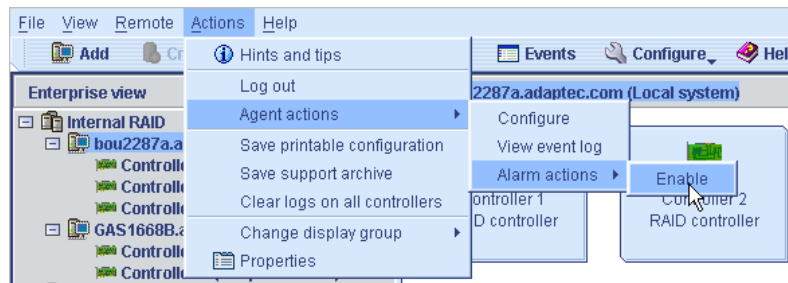 File View Remote Actions Help
Add Cr Events Configure Hel
Hints and tips
Enterprise view 2287a.adaptec.com (Local system)
Log out
Agent actions
Configure
Internal RAID
bou2287a.a
Save printable configuration
View event log
Controlle
Save support archive
Alarm actions
Enable
Controlle
Clear logs on all controllers
ontroller 1
Controller 2
Controlle
D controller
RAID controller
GAS1668B.a
Change display group
Controlle
Properties
Controlle